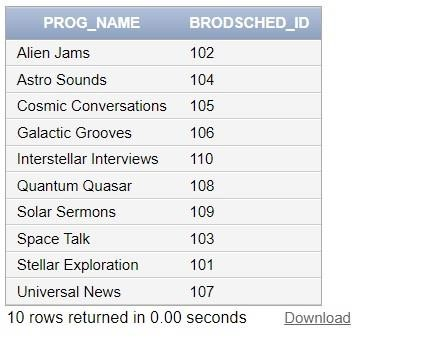 PROG_NAME BRODSCHED_ID
Alien Jams 102
Astro Sounds 104
Cosmic Conversations 105
Galactic Grooves 106
Interstellar Interviews 110
Quantum Quasar 108
Solar Sermons 109
Space Talk 103
Stellar Exploration 101
Universal News 107
10 rows returned in 0.00 seconds Download